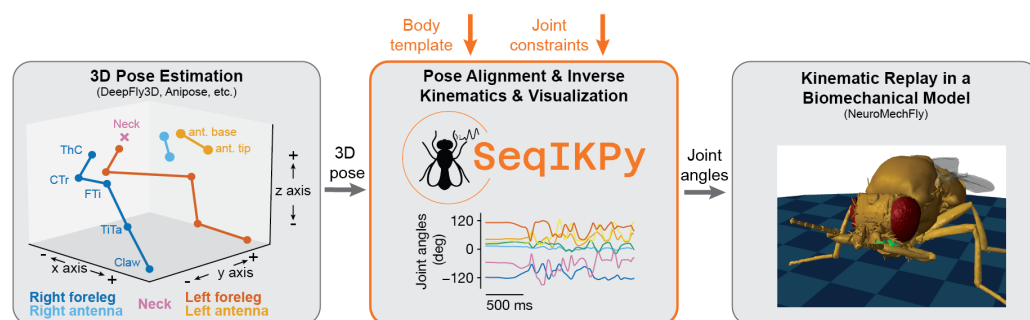 Body
template
Joint
constraints
3D Pose Estimation
(DeepFly3D, Anipose, etc.)
Neck
ant. base
ant. tip
ThC
CTr
FTi
TiTa
Claw
+
z axis
-
- x axis +
- y axis +
Right foreleg
Right antenna
Neck
Left foreleg
Left antenna
3D
pose
Pose Alignment & Inverse
Kinematics & Visualization
SeqIKPy
Joint angles
(deg)
120
0
−120
500 ms
Joint
angles
Kinematic Replay in a
Biomechanical Model
(NeuroMechFly)